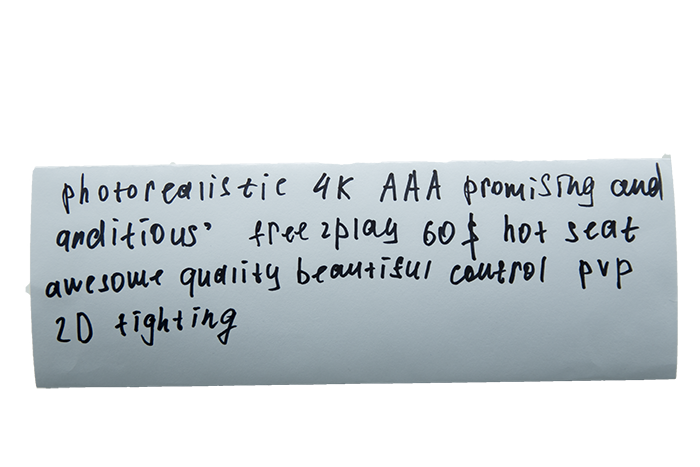 photorealistic 4K AAA promising and
anditious' free2play 60$ hot seat
awesome quality beautiful control pvp
2D fighting